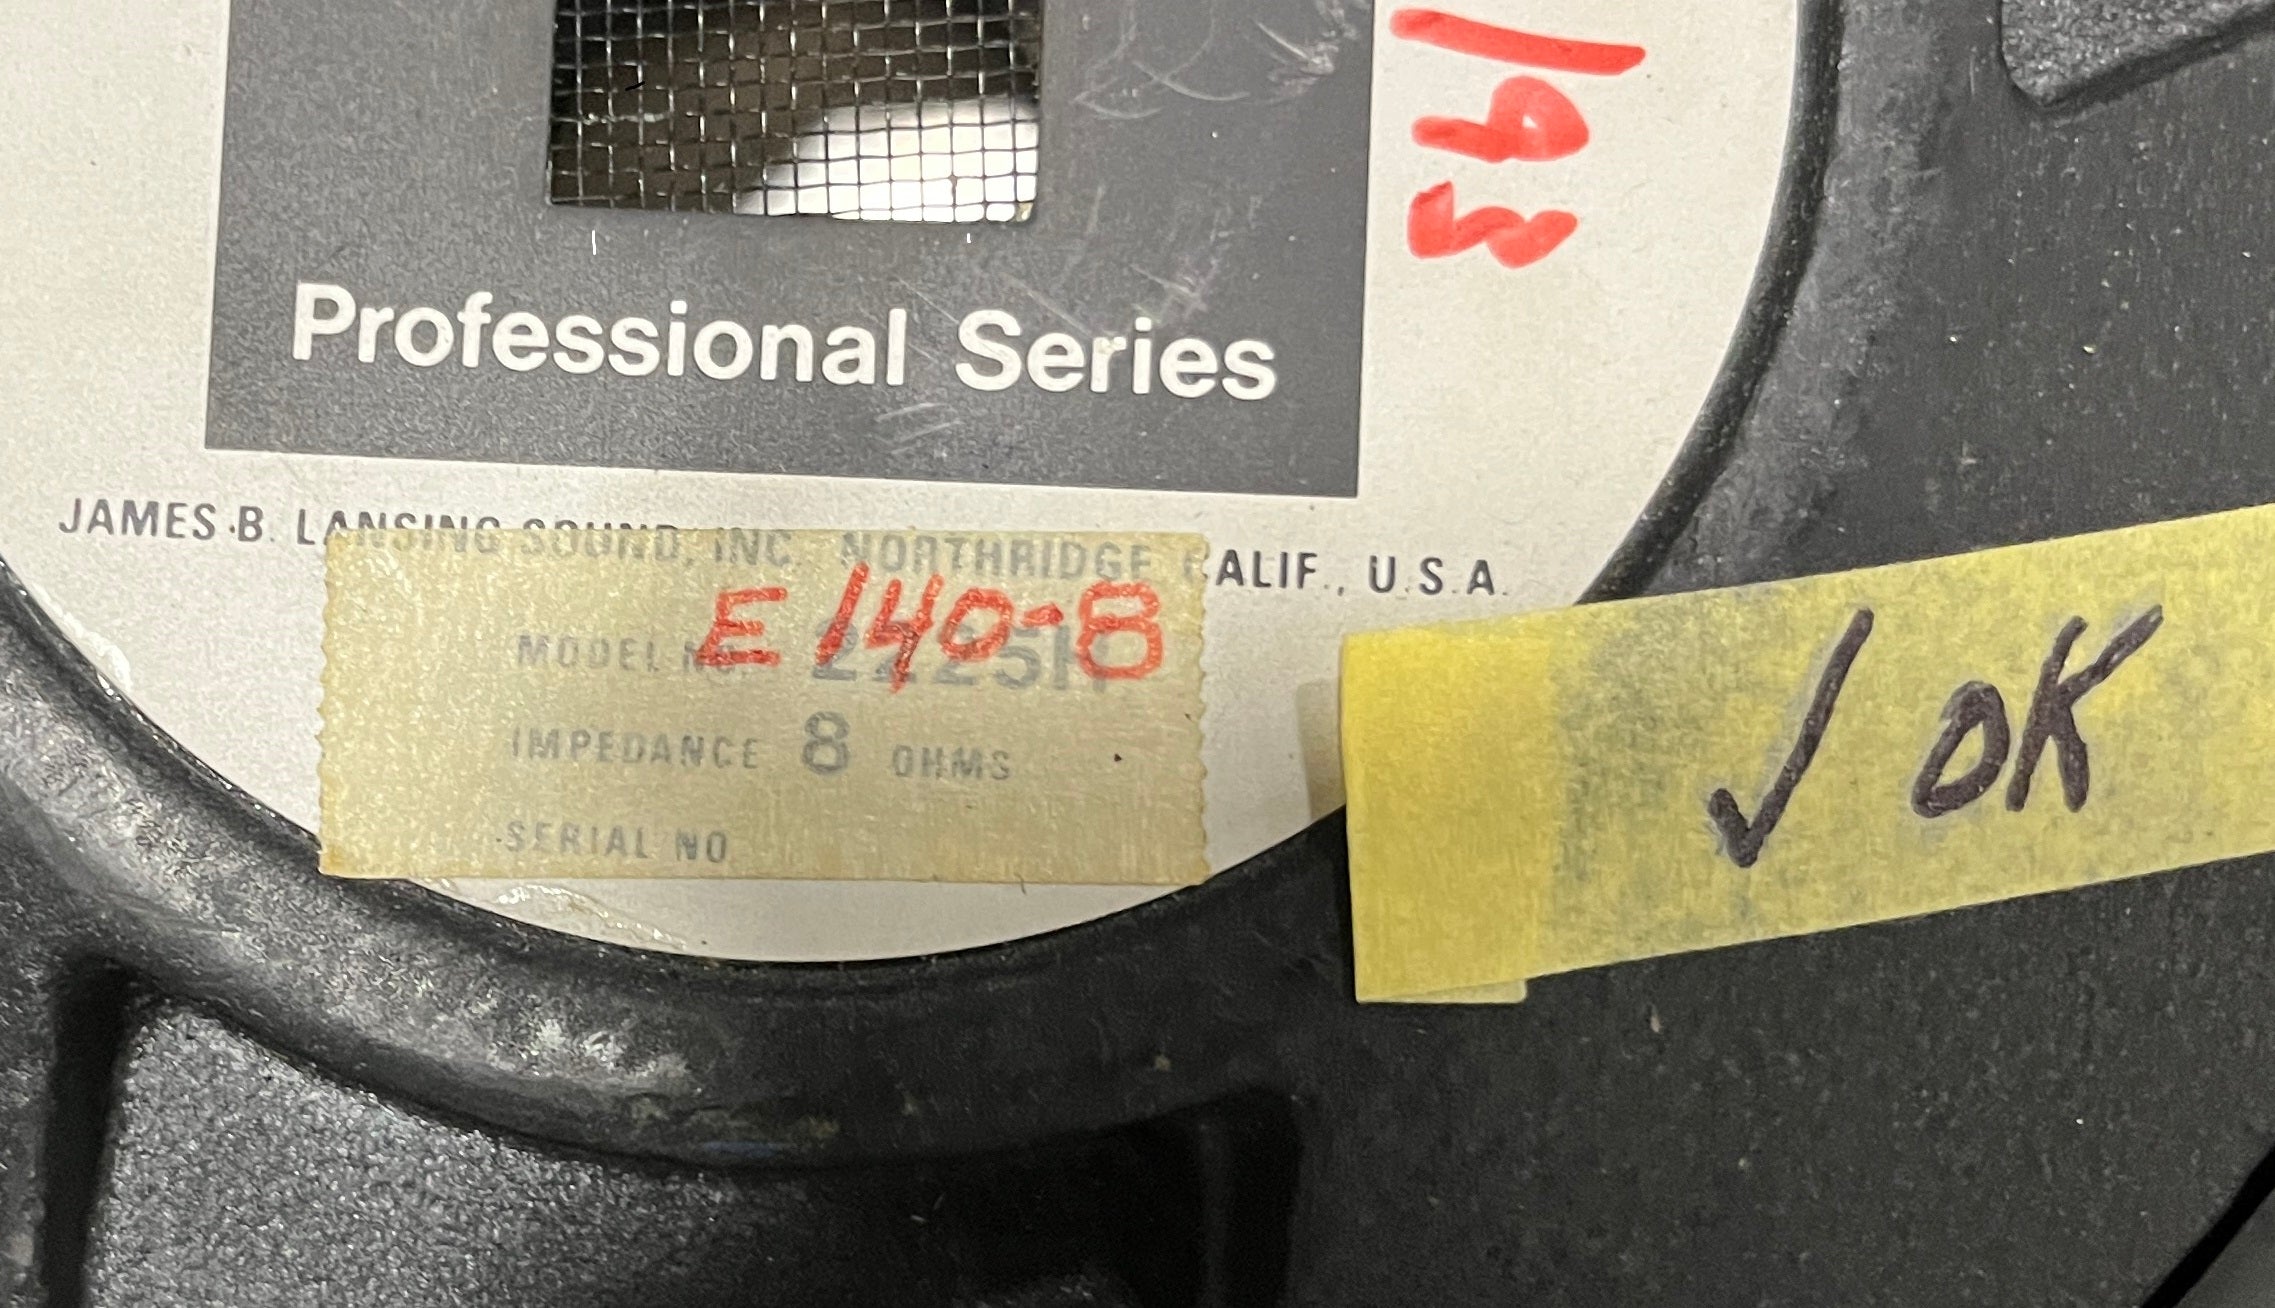 193
Professional Series
JAMES B. LANSING SOUND, INC. NORTHRIDGE CALIF., U.S.A.
E140-8
MODEL NO. 2225H
IMPEDANCE 8 OHMS
SERIAL NO
✓ OK